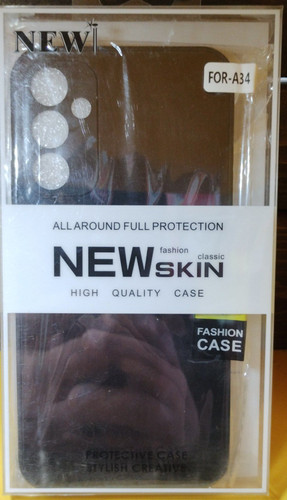 NEW
FOR-A34
ALL AROUND FULL PROTECTION
NEW fashion classic
SKIN
HIGH QUALITY CASE
FASHION
CASE
PROTECTIVE CASE
STYLISH CREATIVE